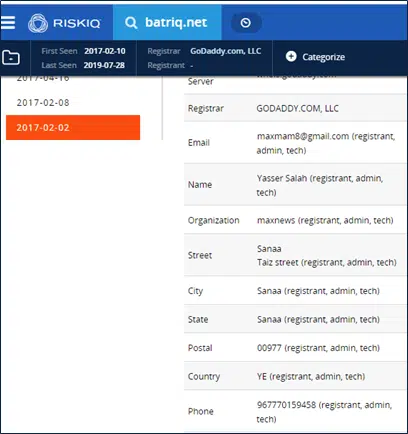 RISKIQ
batriq.net
First Seen 2017-02-10
Registrar GoDaddy.com, LLC
Categorize
Last Seen 2019-07-28
Registrant -
2017-04-16
2017-02-08
2017-02-02
Server whois.godaddy.com
Registrar GODADDY.COM, LLC
Email maxmam8@gmail.com (registrant,
admin, tech)
Name Yasser Salah (registrant, admin,
tech)
Organization maxnews (registrant, admin, tech)
Street Sanaa
Taiz street (registrant, admin, tech)
City Sanaa (registrant, admin, tech)
State Sanaa (registrant, admin, tech)
Postal 00977 (registrant, admin, tech)
Country YE (registrant, admin, tech)
Phone 967770159458 (registrant, admin,
tech)